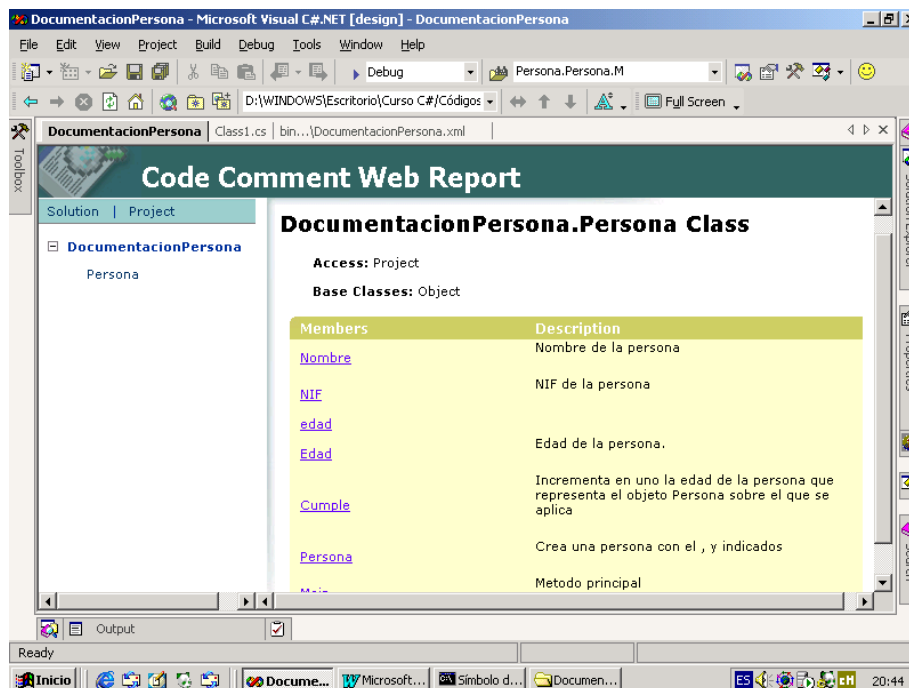 DocumentacionPersona - Microsoft Visual C#.NET [design] - DocumentacionPersona
File Edit View Project Build Debug Tools Window Help
Debug Persona.Persona.M
D:\WINDOWS\Escritorio\Curso C#/Códigos Full Screen
DocumentacionPersona Class1.cs bin...\DocumentacionPersona.xml
Toolbox
Code Comment Web Report
Solution | Project
DocumentacionPersona
Persona
DocumentacionPersona.Persona Class
Access: Project
Base Classes: Object
Members Description
Nombre Nombre de la persona
NIF NIF de la persona
edad
Edad Edad de la persona.
Cumple Incrementa en uno la edad de la persona que
representa el objeto Persona sobre el que se
aplica
Persona Crea una persona con el , y indicados
Main Metodo principal
Output
Ready
Inicio Docume... Microsoft... Símbolo d... Documen... ES 20:44